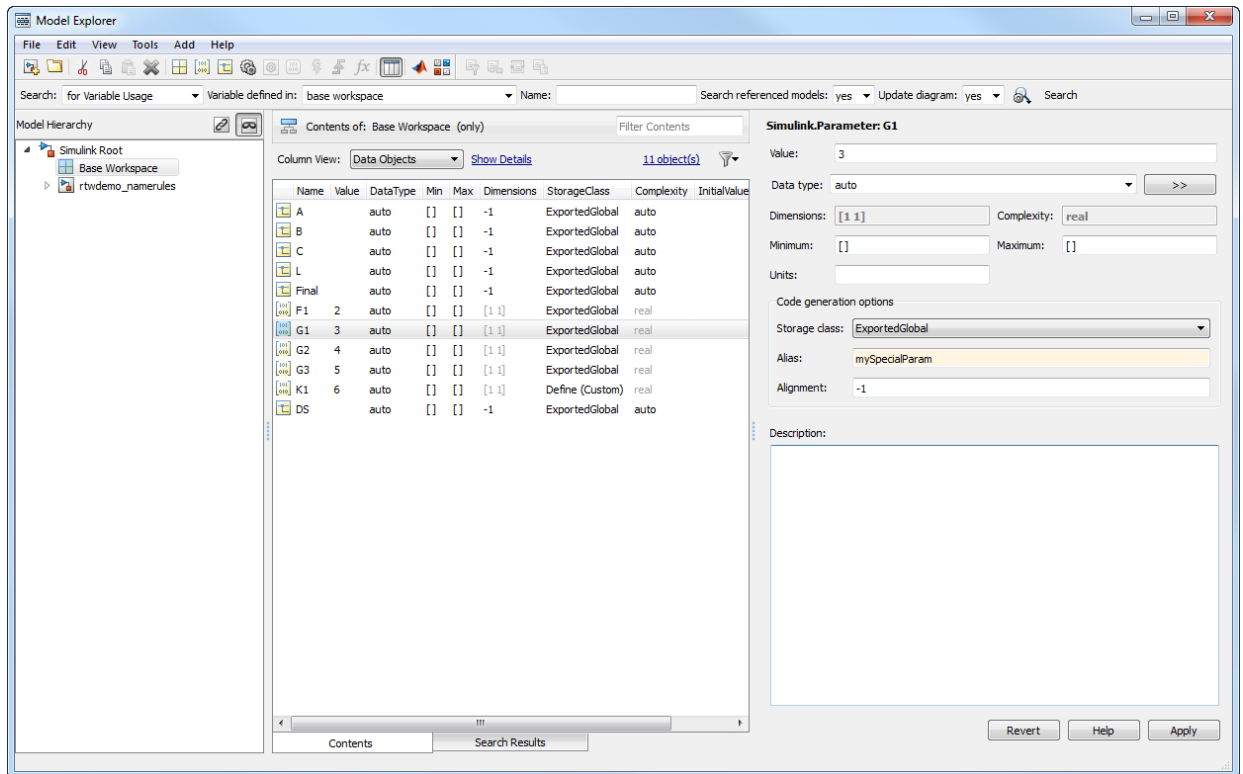 Model Explorer
File Edit View Tools Add Help
Search: for Variable Usage Variable defined in: base workspace Name: Search referenced models: yes Update diagram: yes Search
Model Hierarchy
Simulink Root
Base Workspace
rtwdemo_namerules
Contents of: Base Workspace (only) Filter Contents
Column View: Data Objects Show Details 11 object(s)
Name Value DataType Min Max Dimensions StorageClass Complexity InitialValue
A auto [] [] -1 ExportedGlobal auto
B auto [] [] -1 ExportedGlobal auto
C auto [] [] -1 ExportedGlobal auto
L auto [] [] -1 ExportedGlobal auto
Final auto [] [] -1 ExportedGlobal auto
F1 2 auto [] [] [1 1] ExportedGlobal real
G1 3 auto [] [] [1 1] ExportedGlobal real
G2 4 auto [] [] [1 1] ExportedGlobal real
G3 5 auto [] [] [1 1] ExportedGlobal real
K1 6 auto [] [] [1 1] Define (Custom) real
DS auto [] [] -1 ExportedGlobal auto
Contents Search Results
Simulink.Parameter: G1
Value: 3
Data type: auto >>
Dimensions: [1 1] Complexity: real
Minimum: [] Maximum: []
Units:
Code generation options
Storage class: ExportedGlobal
Alias: mySpecialParam
Alignment: -1
Description:
Revert Help Apply